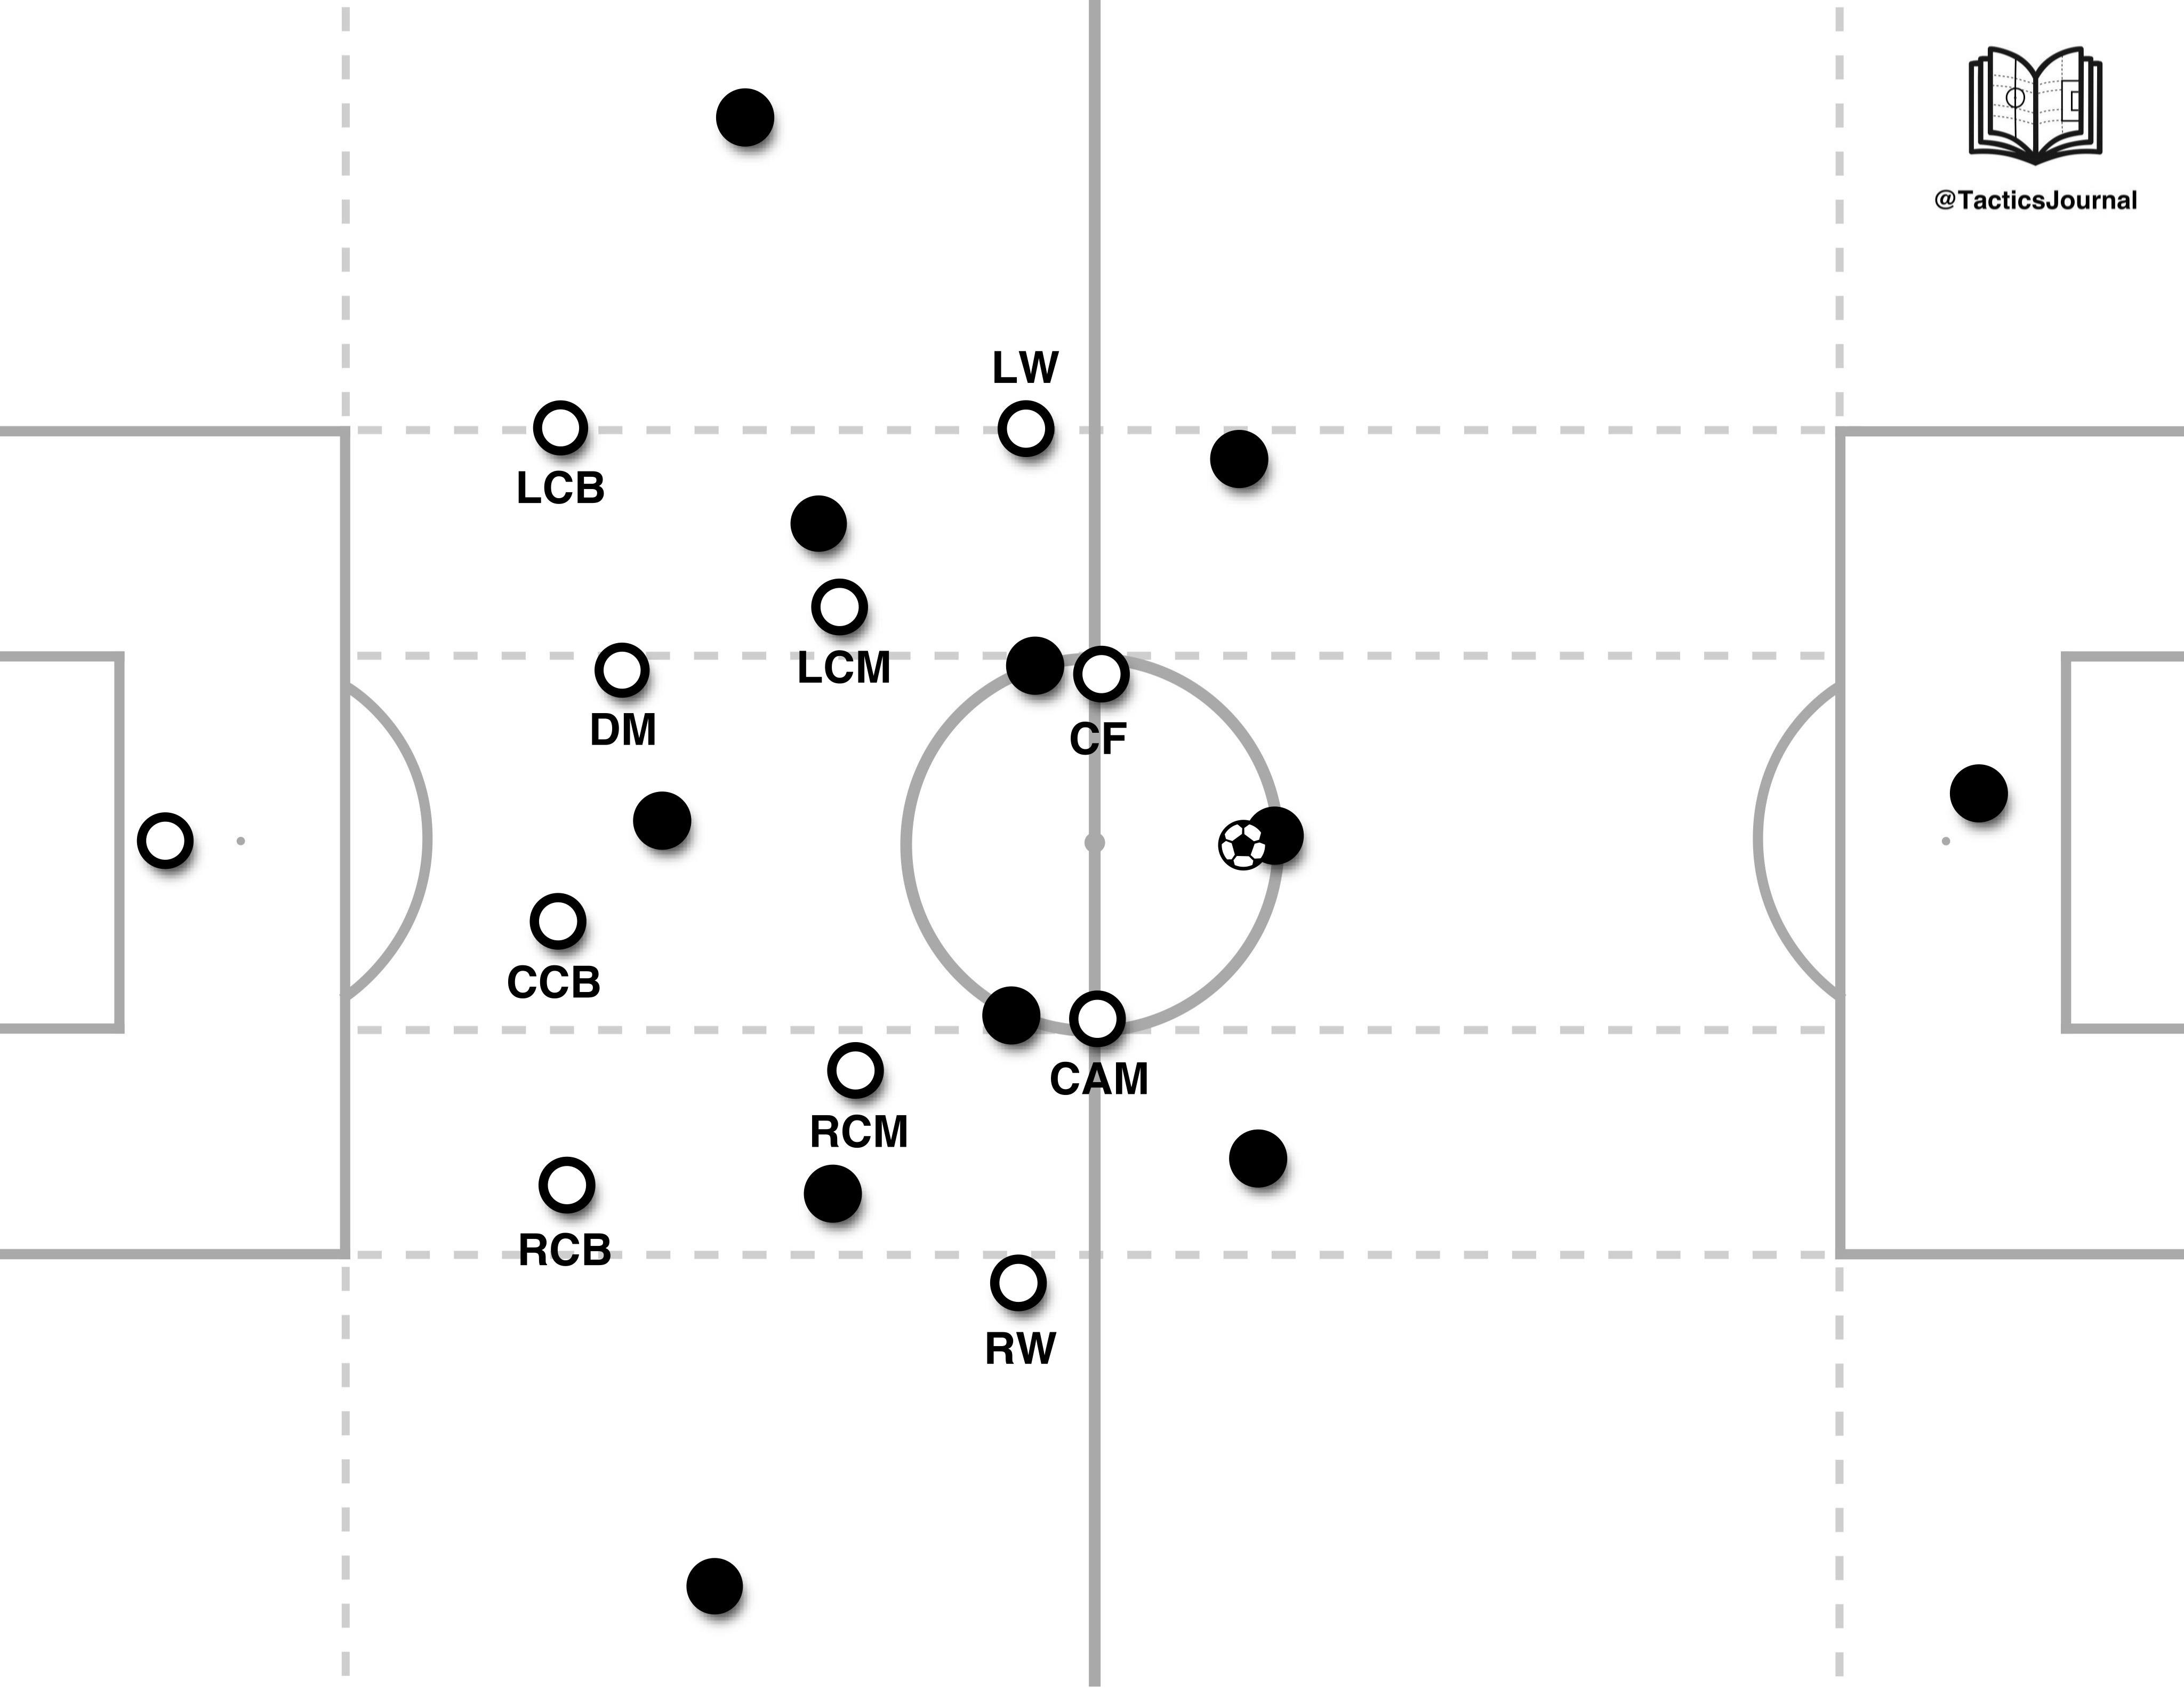 @TacticsJournal
LW
LCB
LCM
DM
CF
CCB
CAM
RCM
RCB
RW